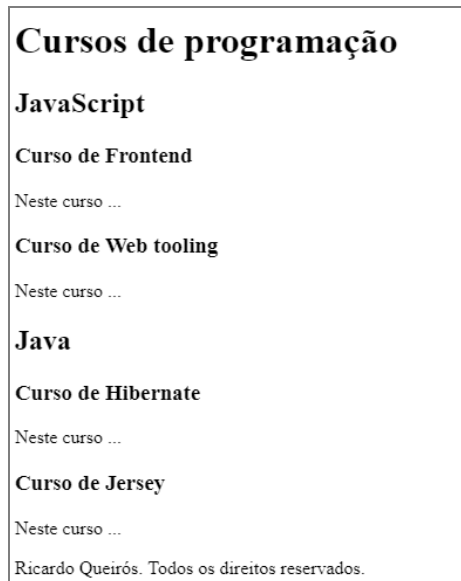 Cursos de programação
JavaScript
Curso de Frontend
Neste curso ...
Curso de Web tooling
Neste curso ...
Java
Curso de Hibernate
Neste curso ...
Curso de Jersey
Neste curso ...
Ricardo Queirós. Todos os direitos reservados.